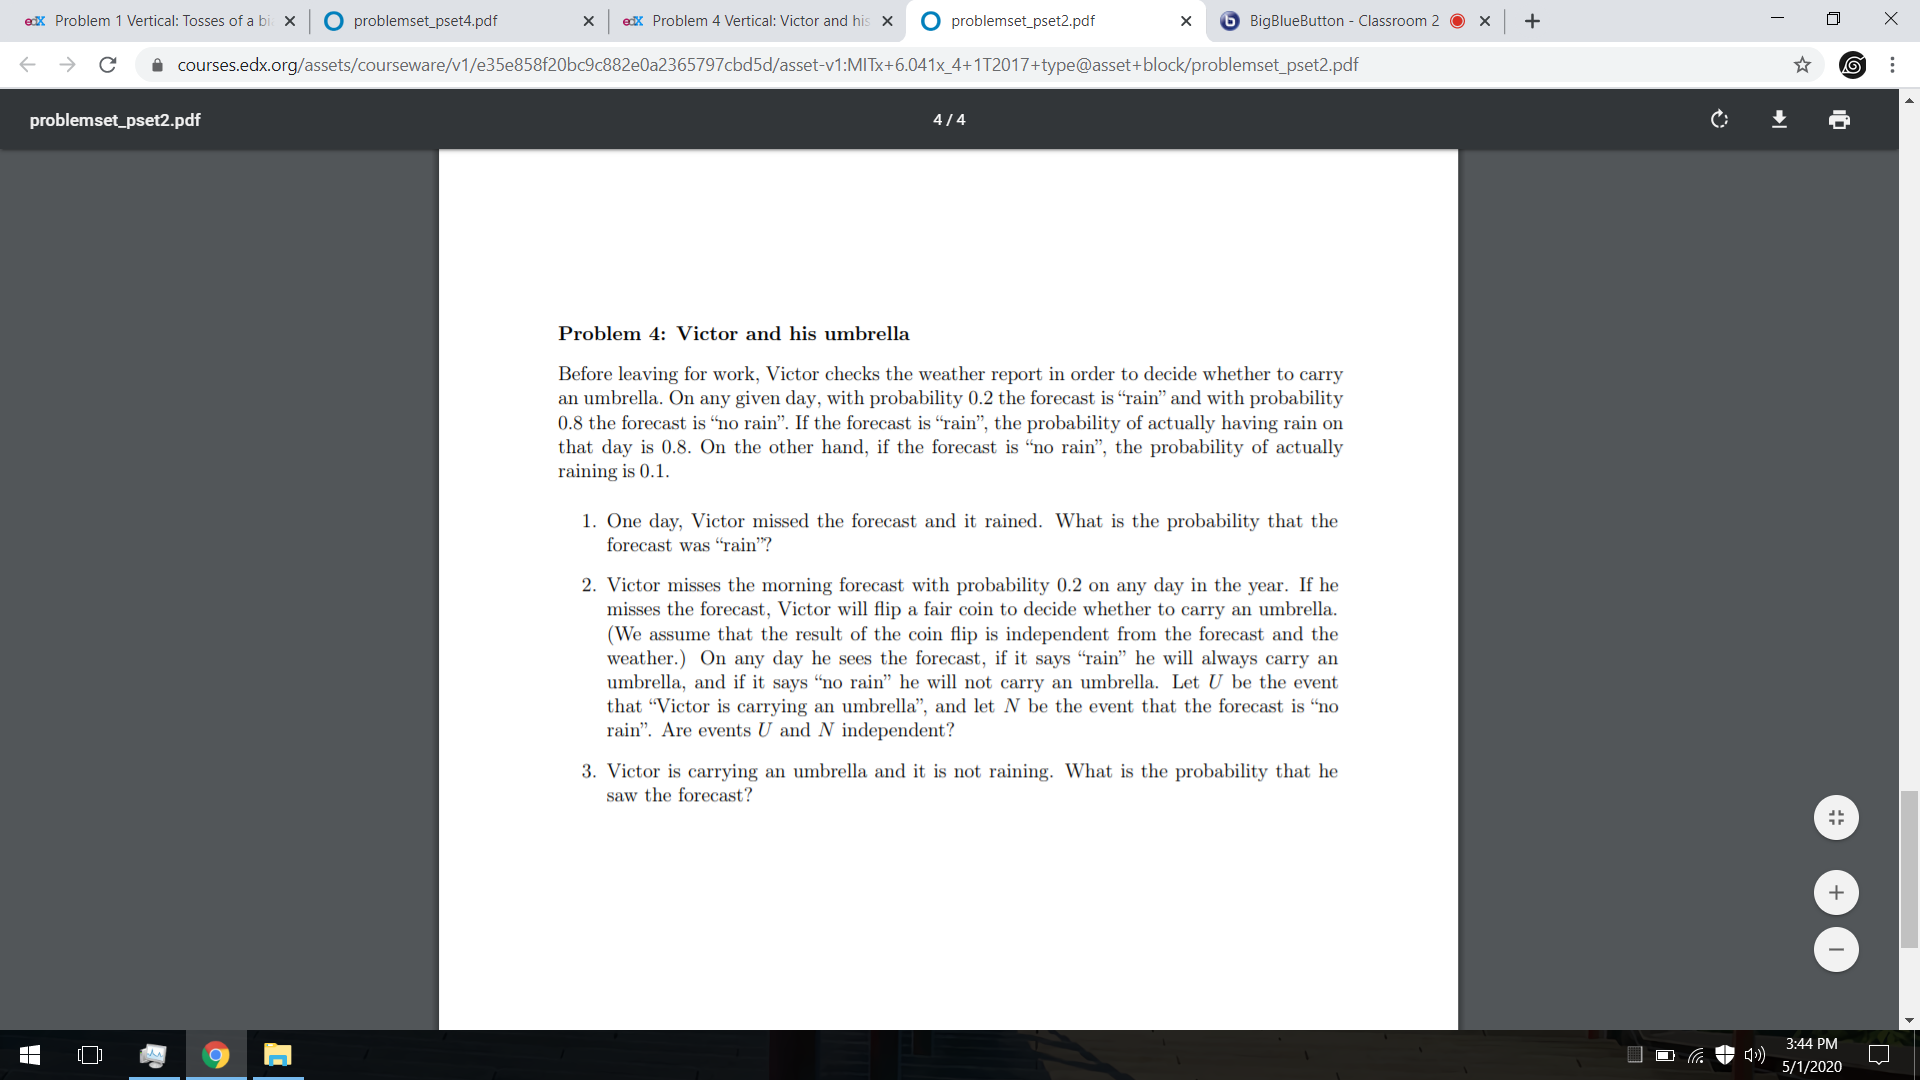 Problem 1 Vertical: Tosses of a bi
problemset_pset4.pdf
Problem 4 Vertical: Victor and his
problemset_pset2.pdf
BigBlueButton - Classroom 2
courses.edx.org/assets/courseware/v1/e35e858f20bc9c882e0a2365797cbd5d/asset-v1:MITx+6.041x_4+1T2017+type@asset+block/problemset_pset2.pdf
problemset_pset2.pdf
4 / 4
Problem 4: Victor and his umbrella
Before leaving for work, Victor checks the weather report in order to decide whether to carry
an umbrella. On any given day, with probability 0.2 the forecast is “rain” and with probability
0.8 the forecast is “no rain”. If the forecast is “rain”, the probability of actually having rain on
that day is 0.8. On the other hand, if the forecast is “no rain”, the probability of actually
raining is 0.1.
1. One day, Victor missed the forecast and it rained. What is the probability that the
forecast was “rain”?
2. Victor misses the morning forecast with probability 0.2 on any day in the year. If he
misses the forecast, Victor will flip a fair coin to decide whether to carry an umbrella.
(We assume that the result of the coin flip is independent from the forecast and the
weather.) On any day he sees the forecast, if it says “rain” he will always carry an
umbrella, and if it says “no rain” he will not carry an umbrella. Let U be the event
that “Victor is carrying an umbrella”, and let N be the event that the forecast is “no
rain”. Are events U and N independent?
3. Victor is carrying an umbrella and it is not raining. What is the probability that he
saw the forecast?
3:44 PM
5/1/2020